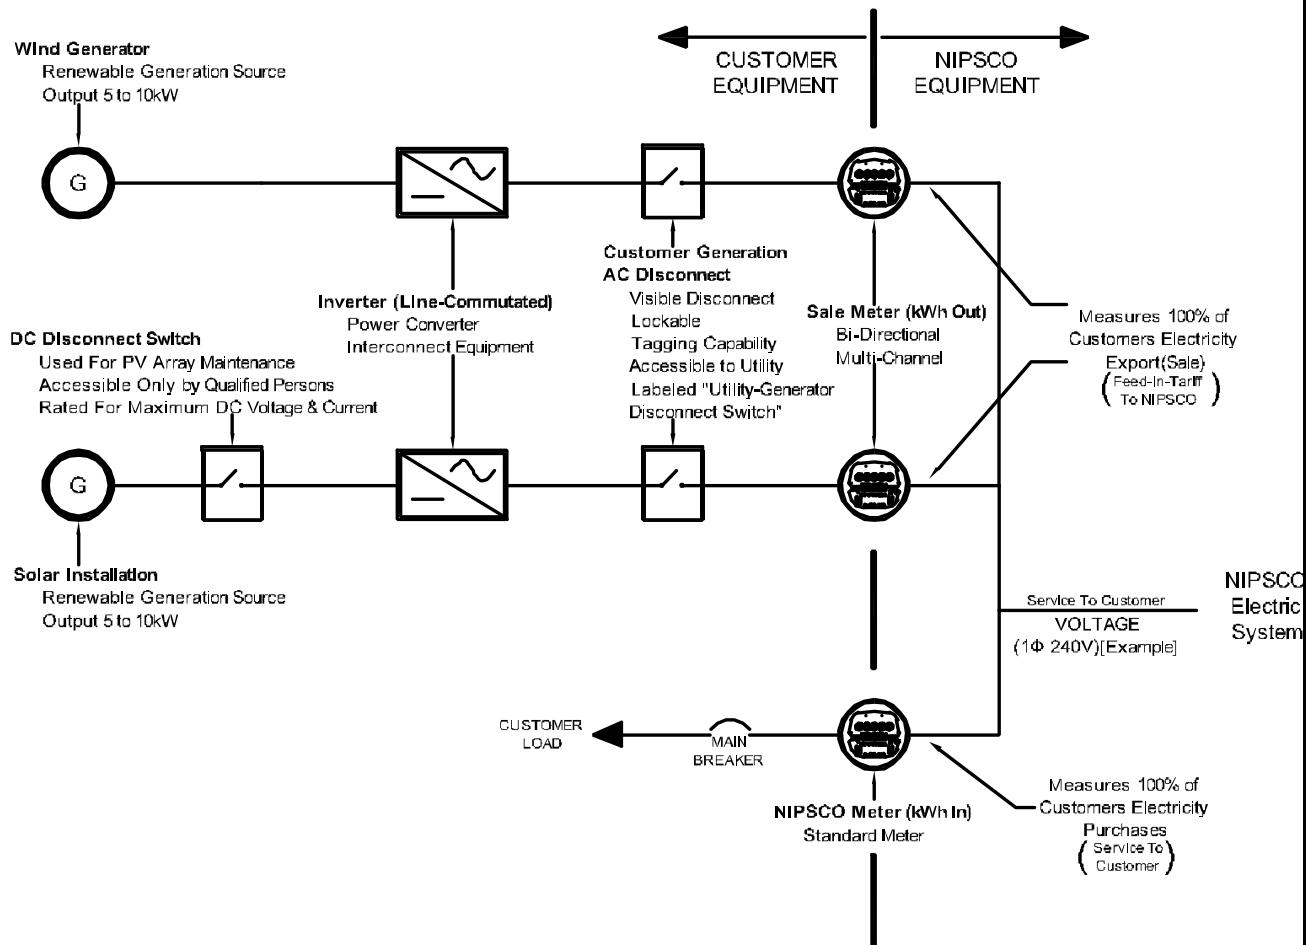 Wind Generator
Renewable Generation Source
Output 5 to 10kW
CUSTOMER
EQUIPMENT
NIPSCO
EQUIPMENT
G
Customer Generation
AC Disconnect
Visible Disconnect
Lockable
Tagging Capability
Accessible to Utility
Labeled "Utility-Generator
Disconnect Switch"
Inverter (Line-Commutated)
Power Converter
Interconnect Equipment
Sale Meter (kWh Out)
Bi-Directional
Multi-Channel
Measures 100% of
Customers Electricity
Export(Sale)
(Feed-In-Tariff
To NIPSCO)
DC Disconnect Switch
Used For PV Array Maintenance
Accessible Only by Qualified Persons
Rated For Maximum DC Voltage & Current
G
Solar Installation
Renewable Generation Source
Output 5 to 10kW
Service To Customer
VOLTAGE
(1Φ 240V)[Example]
NIPSCO
Electric
System
CUSTOMER
LOAD
MAIN
BREAKER
NIPSCO Meter (kWh In)
Standard Meter
Measures 100% of
Customers Electricity
Purchases
(Service To
Customer)